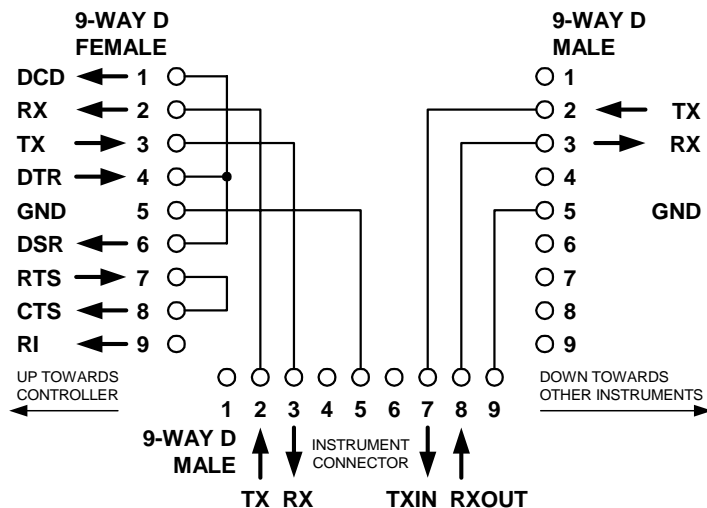 9-WAY D
FEMALE
DCD 1
RX 2
TX 3
DTR 4
GND 5
DSR 6
RTS 7
CTS 8
RI 9
UP TOWARDS
CONTROLLER
9-WAY D
MALE
1
2 TX
3 RX
4
5 GND
6
7
8
9
DOWN TOWARDS
OTHER INSTRUMENTS
1 2 3 4 5 6 7 8 9
9-WAY D
MALE
INSTRUMENT
CONNECTOR
TX RX TXIN RXOUT